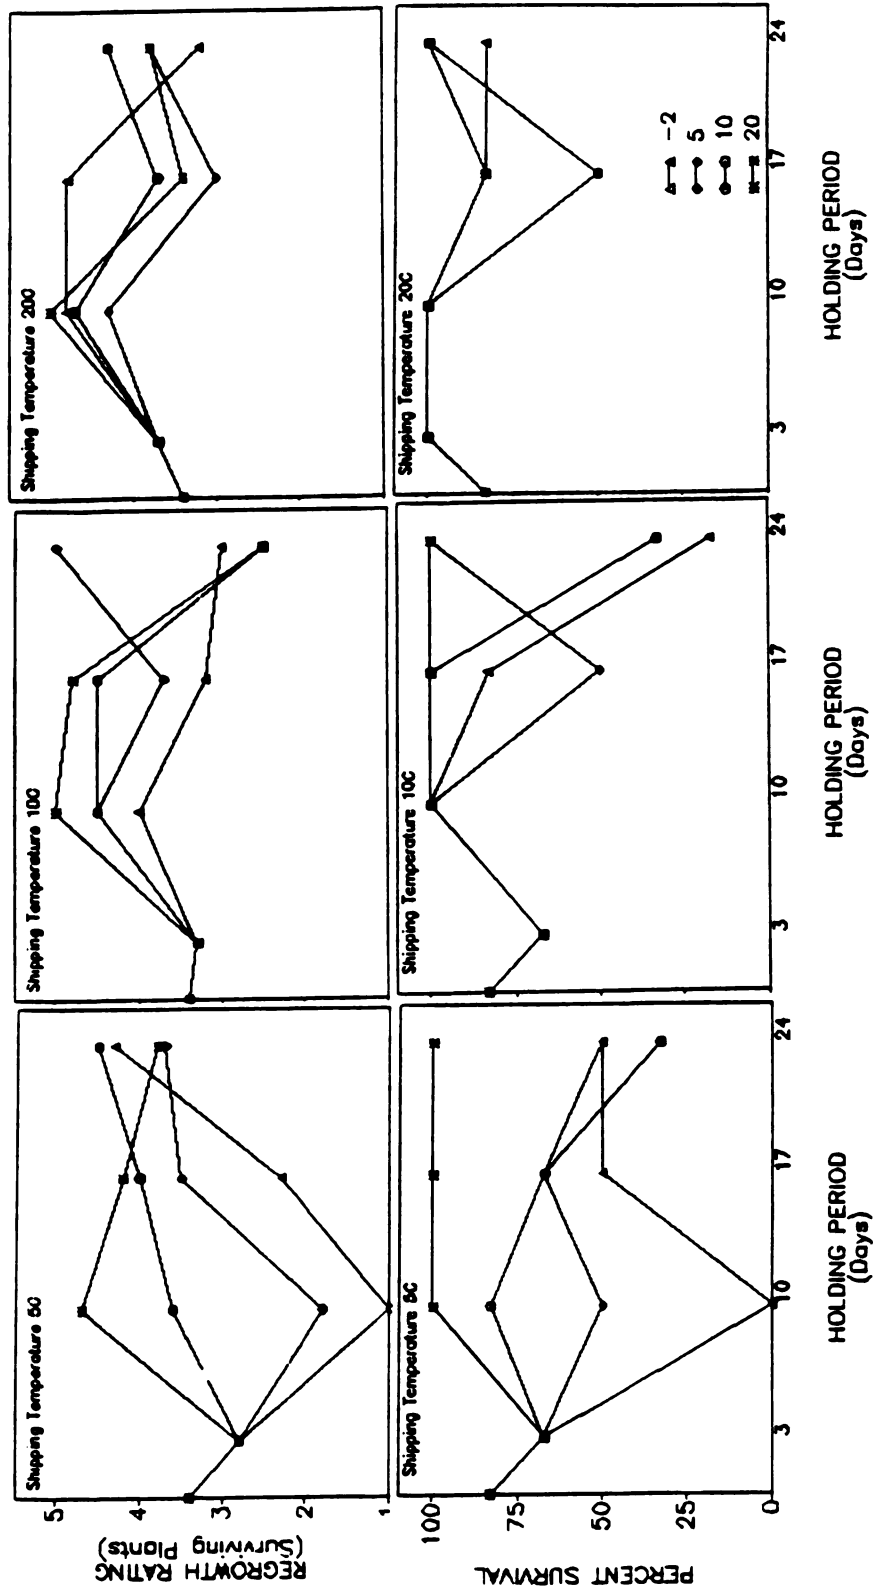 REGROWTH RATING
(Surviving Plants)
5
4
3
2
1
Shipping Temperature 5C
Shipping Temperature 10C
Shipping Temperature 20C
PERCENT SURVIVAL
100
75
50
25
0
Shipping Temperature 5C
Shipping Temperature 10C
Shipping Temperature 20C
-2
5
10
20
3
10
17
24
3
10
17
24
3
10
17
24
HOLDING PERIOD
(Days)
HOLDING PERIOD
(Days)
HOLDING PERIOD
(Days)